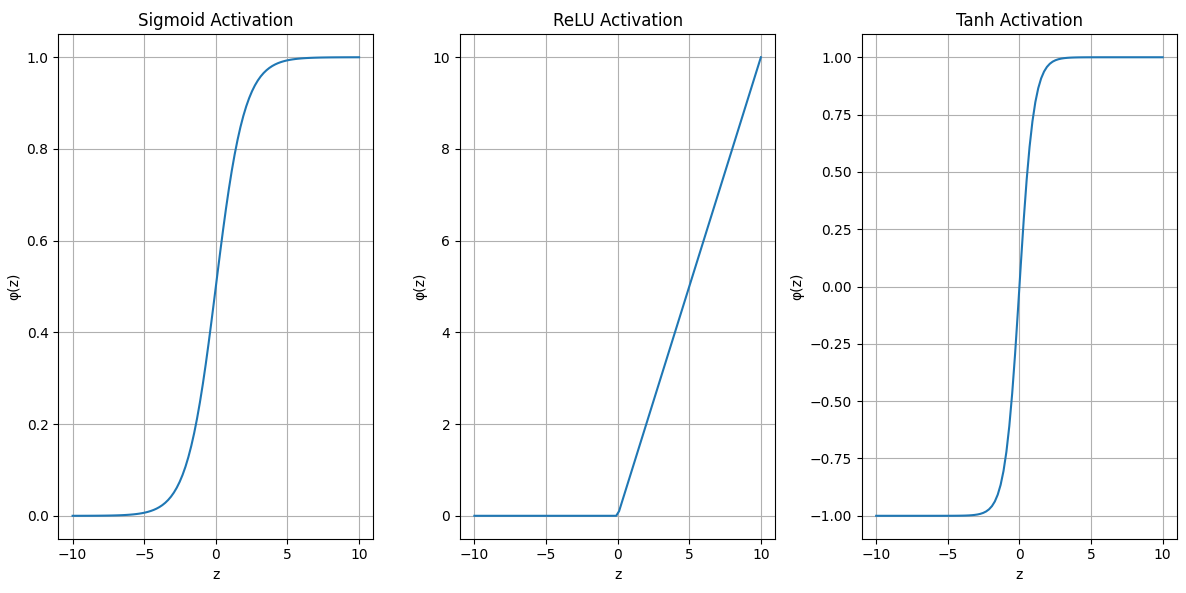 Sigmoid Activation
1.0
0.8
0.6
0.4
0.2
0.0
φ(z)
−10 −5 0 5 10
z
ReLU Activation
10
8
6
4
2
0
φ(z)
−10 −5 0 5 10
z
Tanh Activation
1.00
0.75
0.50
0.25
0.00
−0.25
−0.50
−0.75
−1.00
φ(z)
−10 −5 0 5 10
z